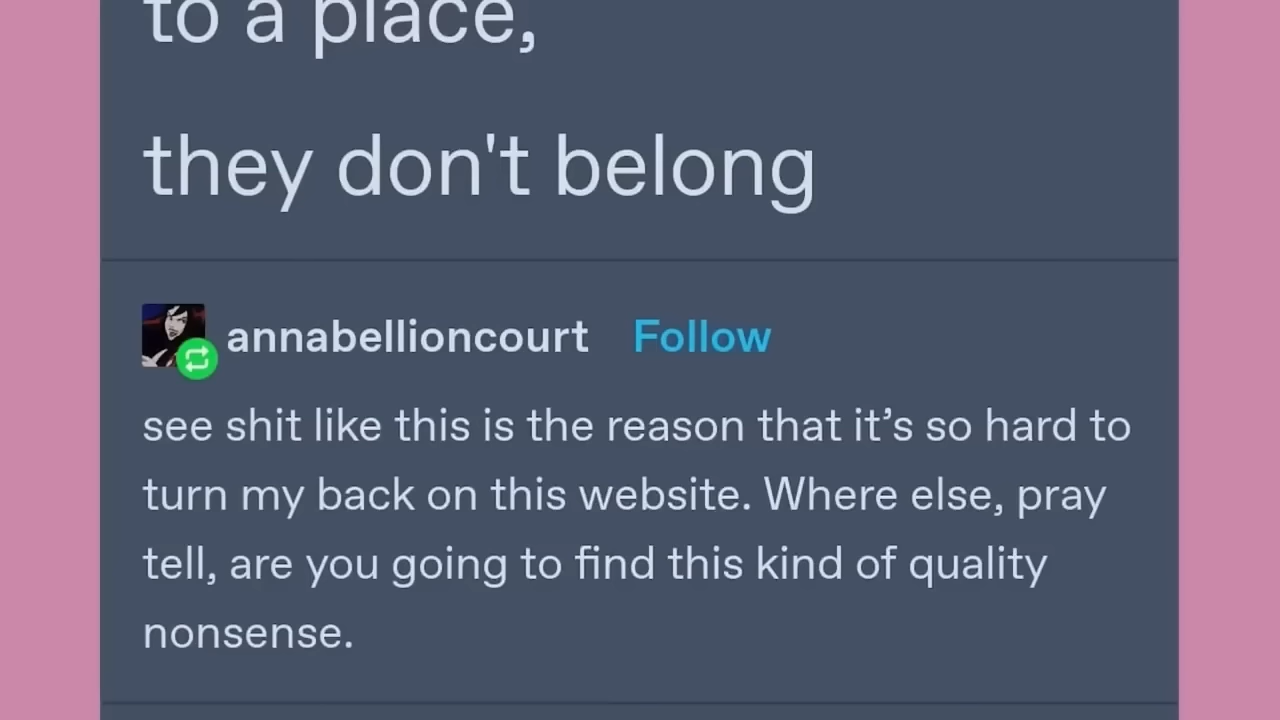 to a place,
they don't belong
annabellioncourt Follow
see shit like this is the reason that it’s so hard to
turn my back on this website. Where else, pray
tell, are you going to find this kind of quality
nonsense.